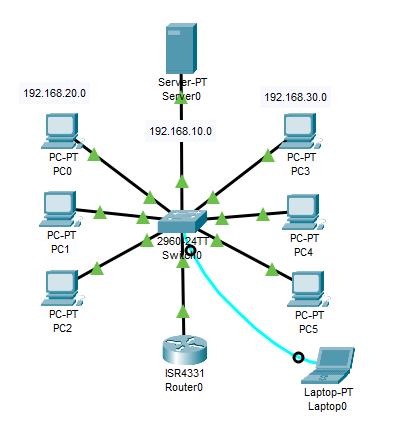 Server-PT
Server0
192.168.20.0
192.168.30.0
192.168.10.0
PC-PT
PC0
PC-PT
PC3
PC-PT
PC1
2960-24TT
Switch0
PC-PT
PC4
PC-PT
PC2
PC-PT
PC5
ISR4331
Router0
Laptop-PT
Laptop0